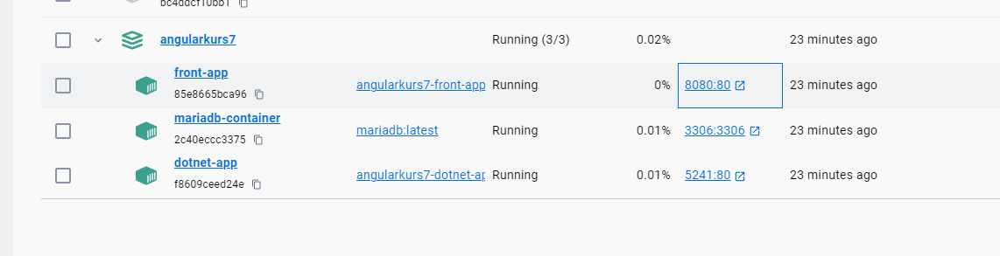 bc4ddcf10bb1
angularkurs7 Running (3/3) 0.02% 23 minutes ago
front-app
85e8665bca96 angularkurs7-front-app Running 0% 8080:80 23 minutes ago
mariadb-container
2c40eccc3375 mariadb:latest Running 0.01% 3306:3306 23 minutes ago
dotnet-app
f8609ceed24e angularkurs7-dotnet-ap Running 0.01% 5241:80 23 minutes ago